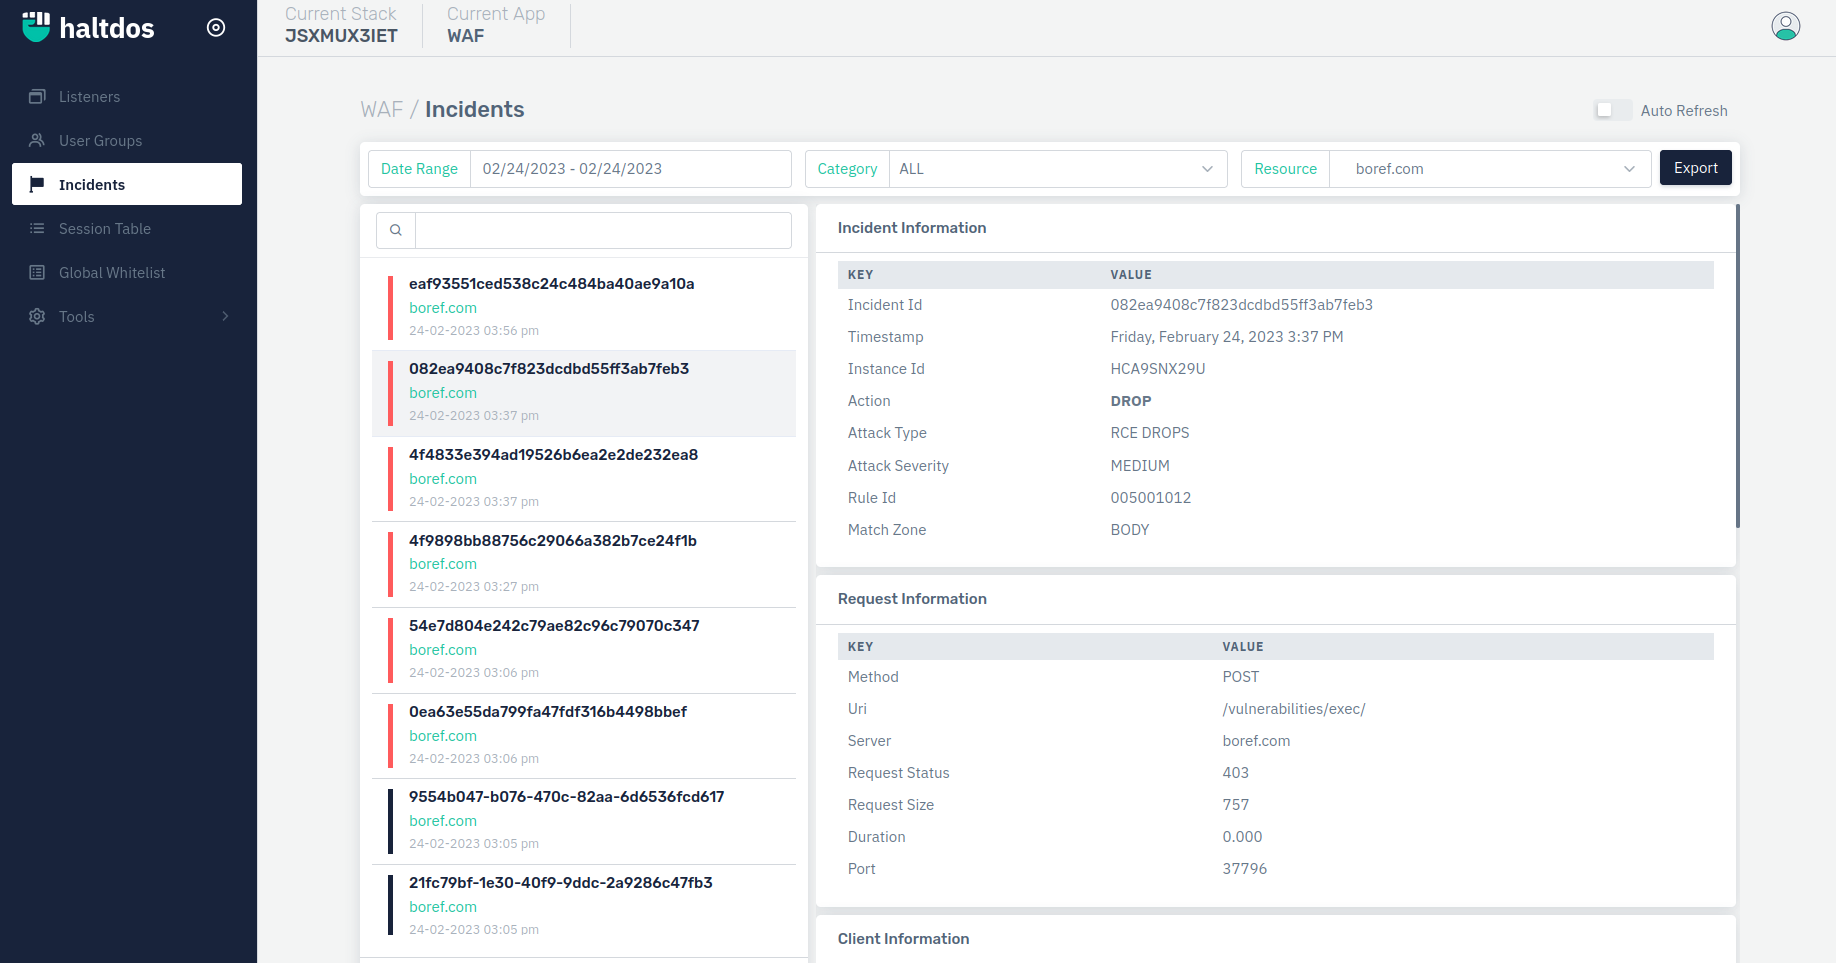 haltdos
Current Stack
JSXMUX3IET
Current App
WAF
Listeners
User Groups
Incidents
Session Table
Global Whitelist
Tools
WAF / Incidents
Auto Refresh
Date Range 02/24/2023 - 02/24/2023
Category ALL
Resource boref.com
Export
eaf93551ced538c24c484ba40ae9a10a
boref.com
24-02-2023 03:56 pm
082ea9408c7f823dcdbd55ff3ab7feb3
boref.com
24-02-2023 03:37 pm
4f4833e394ad19526b6ea2e2de232ea8
boref.com
24-02-2023 03:37 pm
4f9898bb88756c29066a382b7ce24f1b
boref.com
24-02-2023 03:27 pm
54e7d804e242c79ae82c96c79070c347
boref.com
24-02-2023 03:06 pm
0ea63e55da799fa47fdf316b4498bbef
boref.com
24-02-2023 03:06 pm
9554b047-b076-470c-82aa-6d6536fcd617
boref.com
24-02-2023 03:05 pm
21fc79bf-1e30-40f9-9ddc-2a9286c47fb3
boref.com
24-02-2023 03:05 pm
Incident Information
KEY VALUE
Incident Id 082ea9408c7f823dcdbd55ff3ab7feb3
Timestamp Friday, February 24, 2023 3:37 PM
Instance Id HCA9SNX29U
Action DROP
Attack Type RCE DROPS
Attack Severity MEDIUM
Rule Id 005001012
Match Zone BODY
Request Information
KEY VALUE
Method POST
Uri /vulnerabilities/exec/
Server boref.com
Request Status 403
Request Size 757
Duration 0.000
Port 37796
Client Information